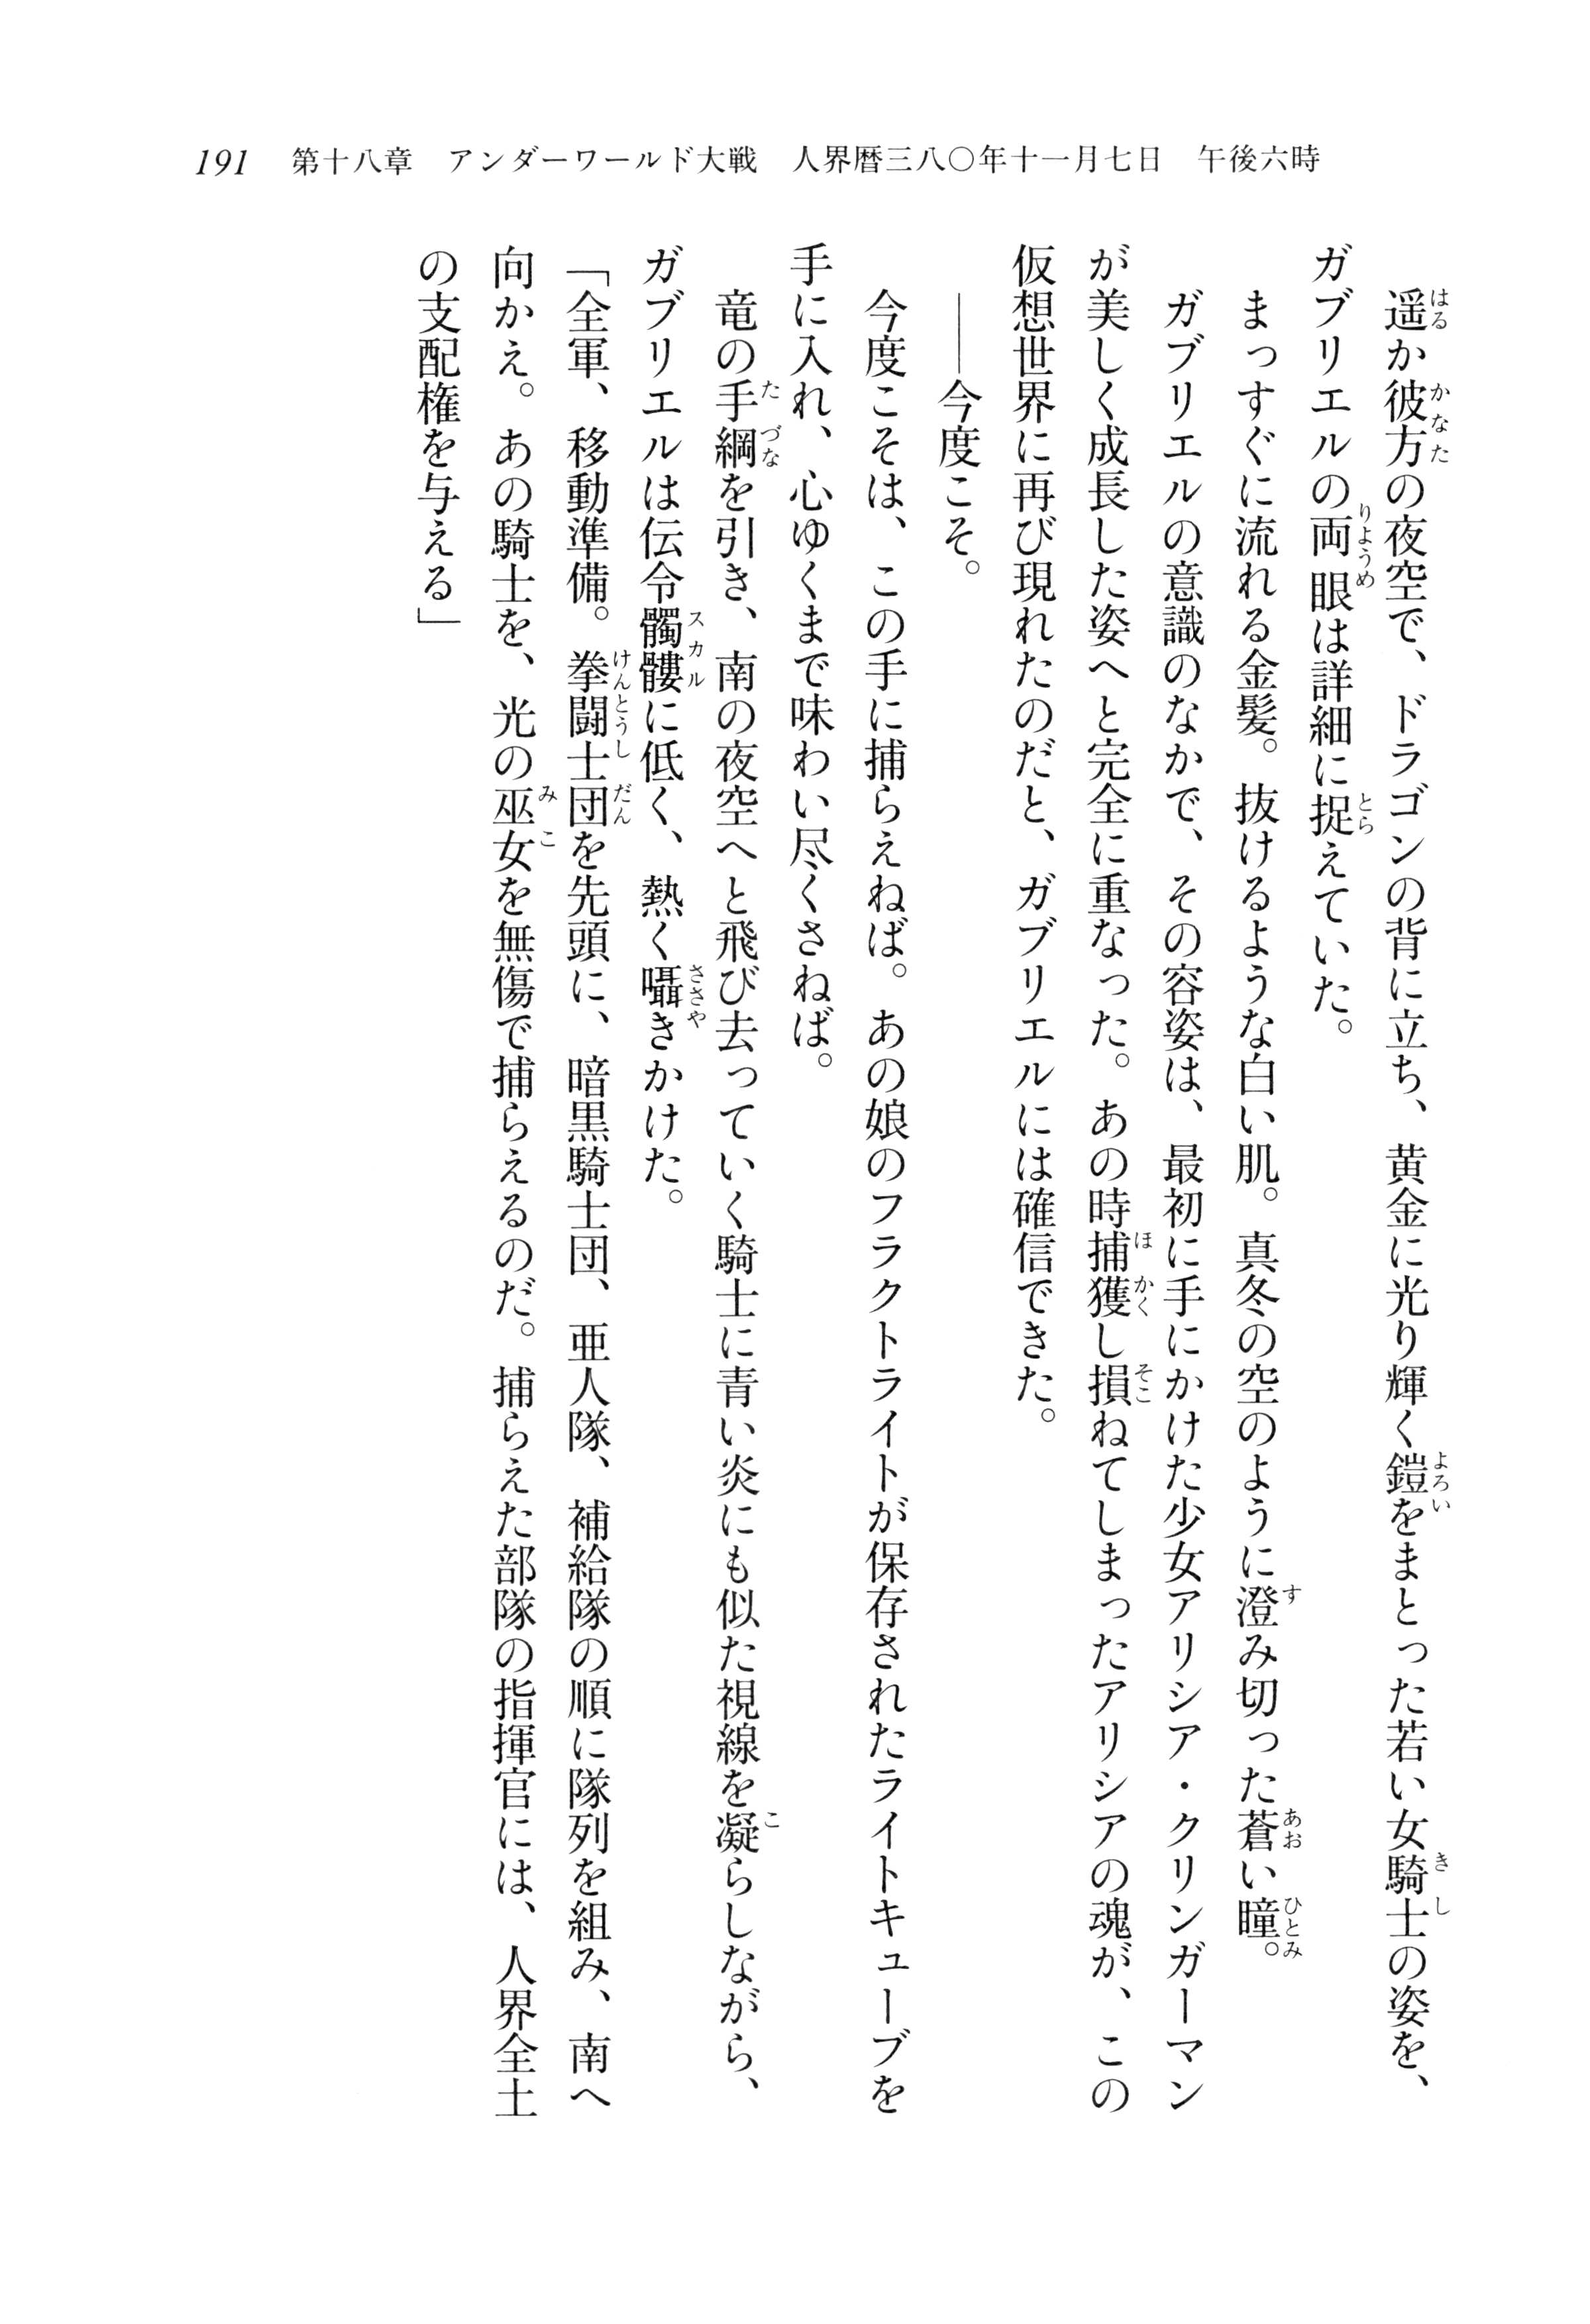 191　第十八章　アンダーワールド大戦　人界暦三八〇年十一月七日　午後六時
　遥か彼方の夜空で、ドラゴンの背に立ち、黄金に光り輝く鎧をまとった若い女騎士の姿を、
ガブリエルの両眼は詳細に捉えていた。
　まっすぐに流れる金髪。抜けるような白い肌。真冬の空のように澄み切った蒼い瞳。
　ガブリエルの意識のなかで、その容姿は、最初に手にかけた少女アリシア・クリンガーマン
が美しく成長した姿へと完全に重なった。あの時捕獲し損ねてしまったアリシアの魂が、この
仮想世界に再び現れたのだと、ガブリエルには確信できた。
　――今度こそ。
　今度こそは、この手に捕らえねば。あの娘のフラクトライトが保存されたライトキューブを
手に入れ、心ゆくまで味わい尽くさねば。
　竜の手綱を引き、南の夜空へと飛び去っていく騎士に青い炎にも似た視線を凝らしながら、
ガブリエルは伝令髑髏に低く、熱く囁きかけた。
「全軍、移動準備。拳闘士団を先頭に、暗黒騎士団、亜人隊、補給隊の順に隊列を組み、南へ
向かえ。あの騎士を、光の巫女を無傷で捕らえるのだ。捕らえた部隊の指揮官には、人界全土
の支配権を与える」